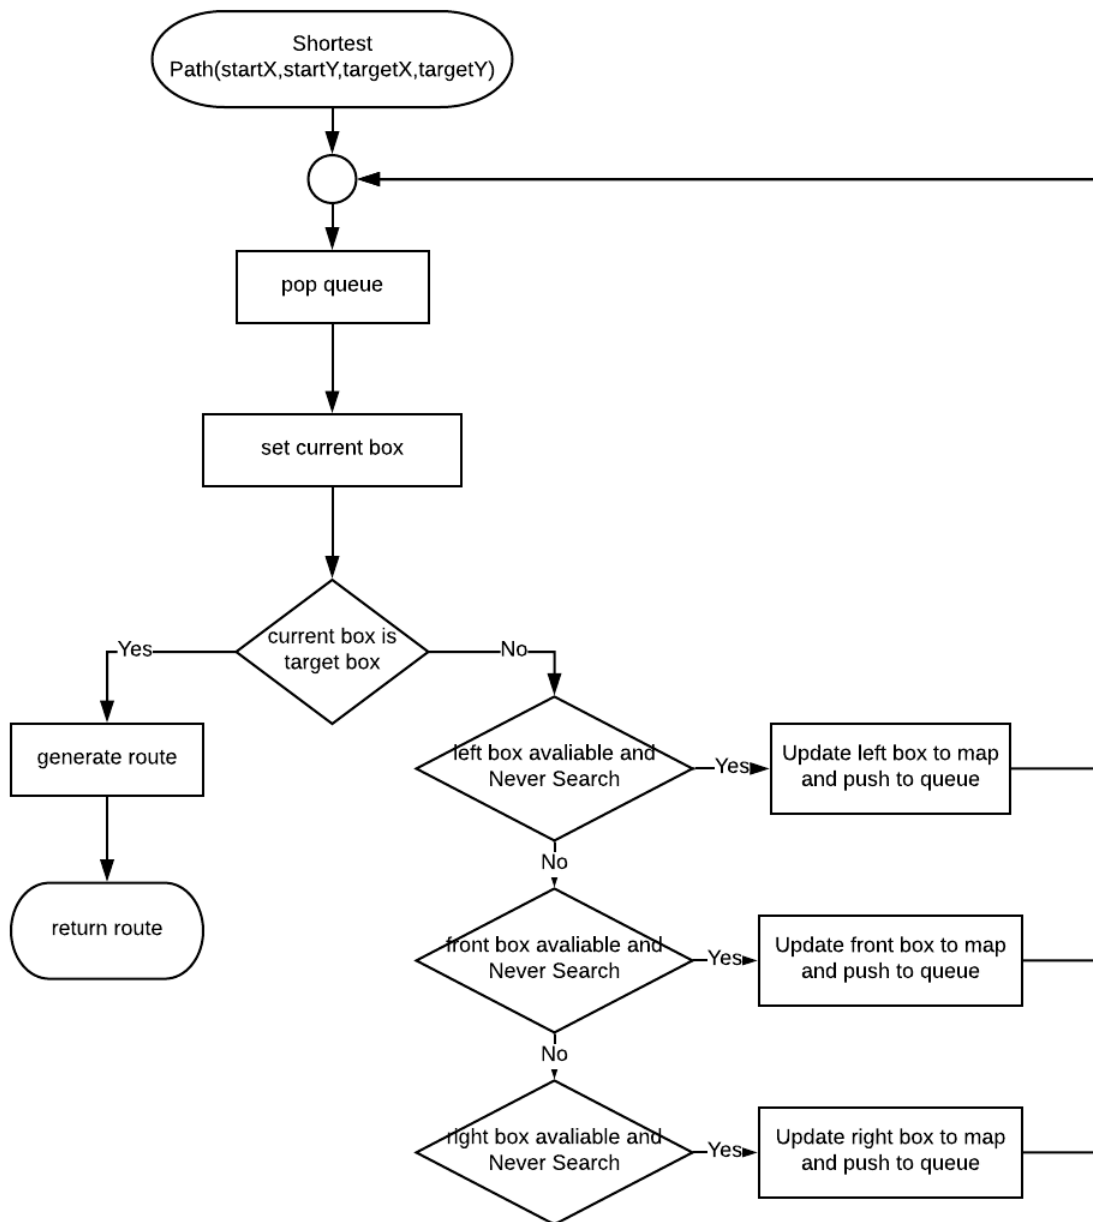 Shortest
Path(startX,startY,targetX,targetY)
pop queue
set current box
current box is
target box
Yes
No
generate route
return route
left box avaliable and
Never Search
Yes
Update left box to map
and push to queue
No
front box avaliable and
Never Search
Yes
Update front box to map
and push to queue
No
right box avaliable and
Never Search
Yes
Update right box to map
and push to queue